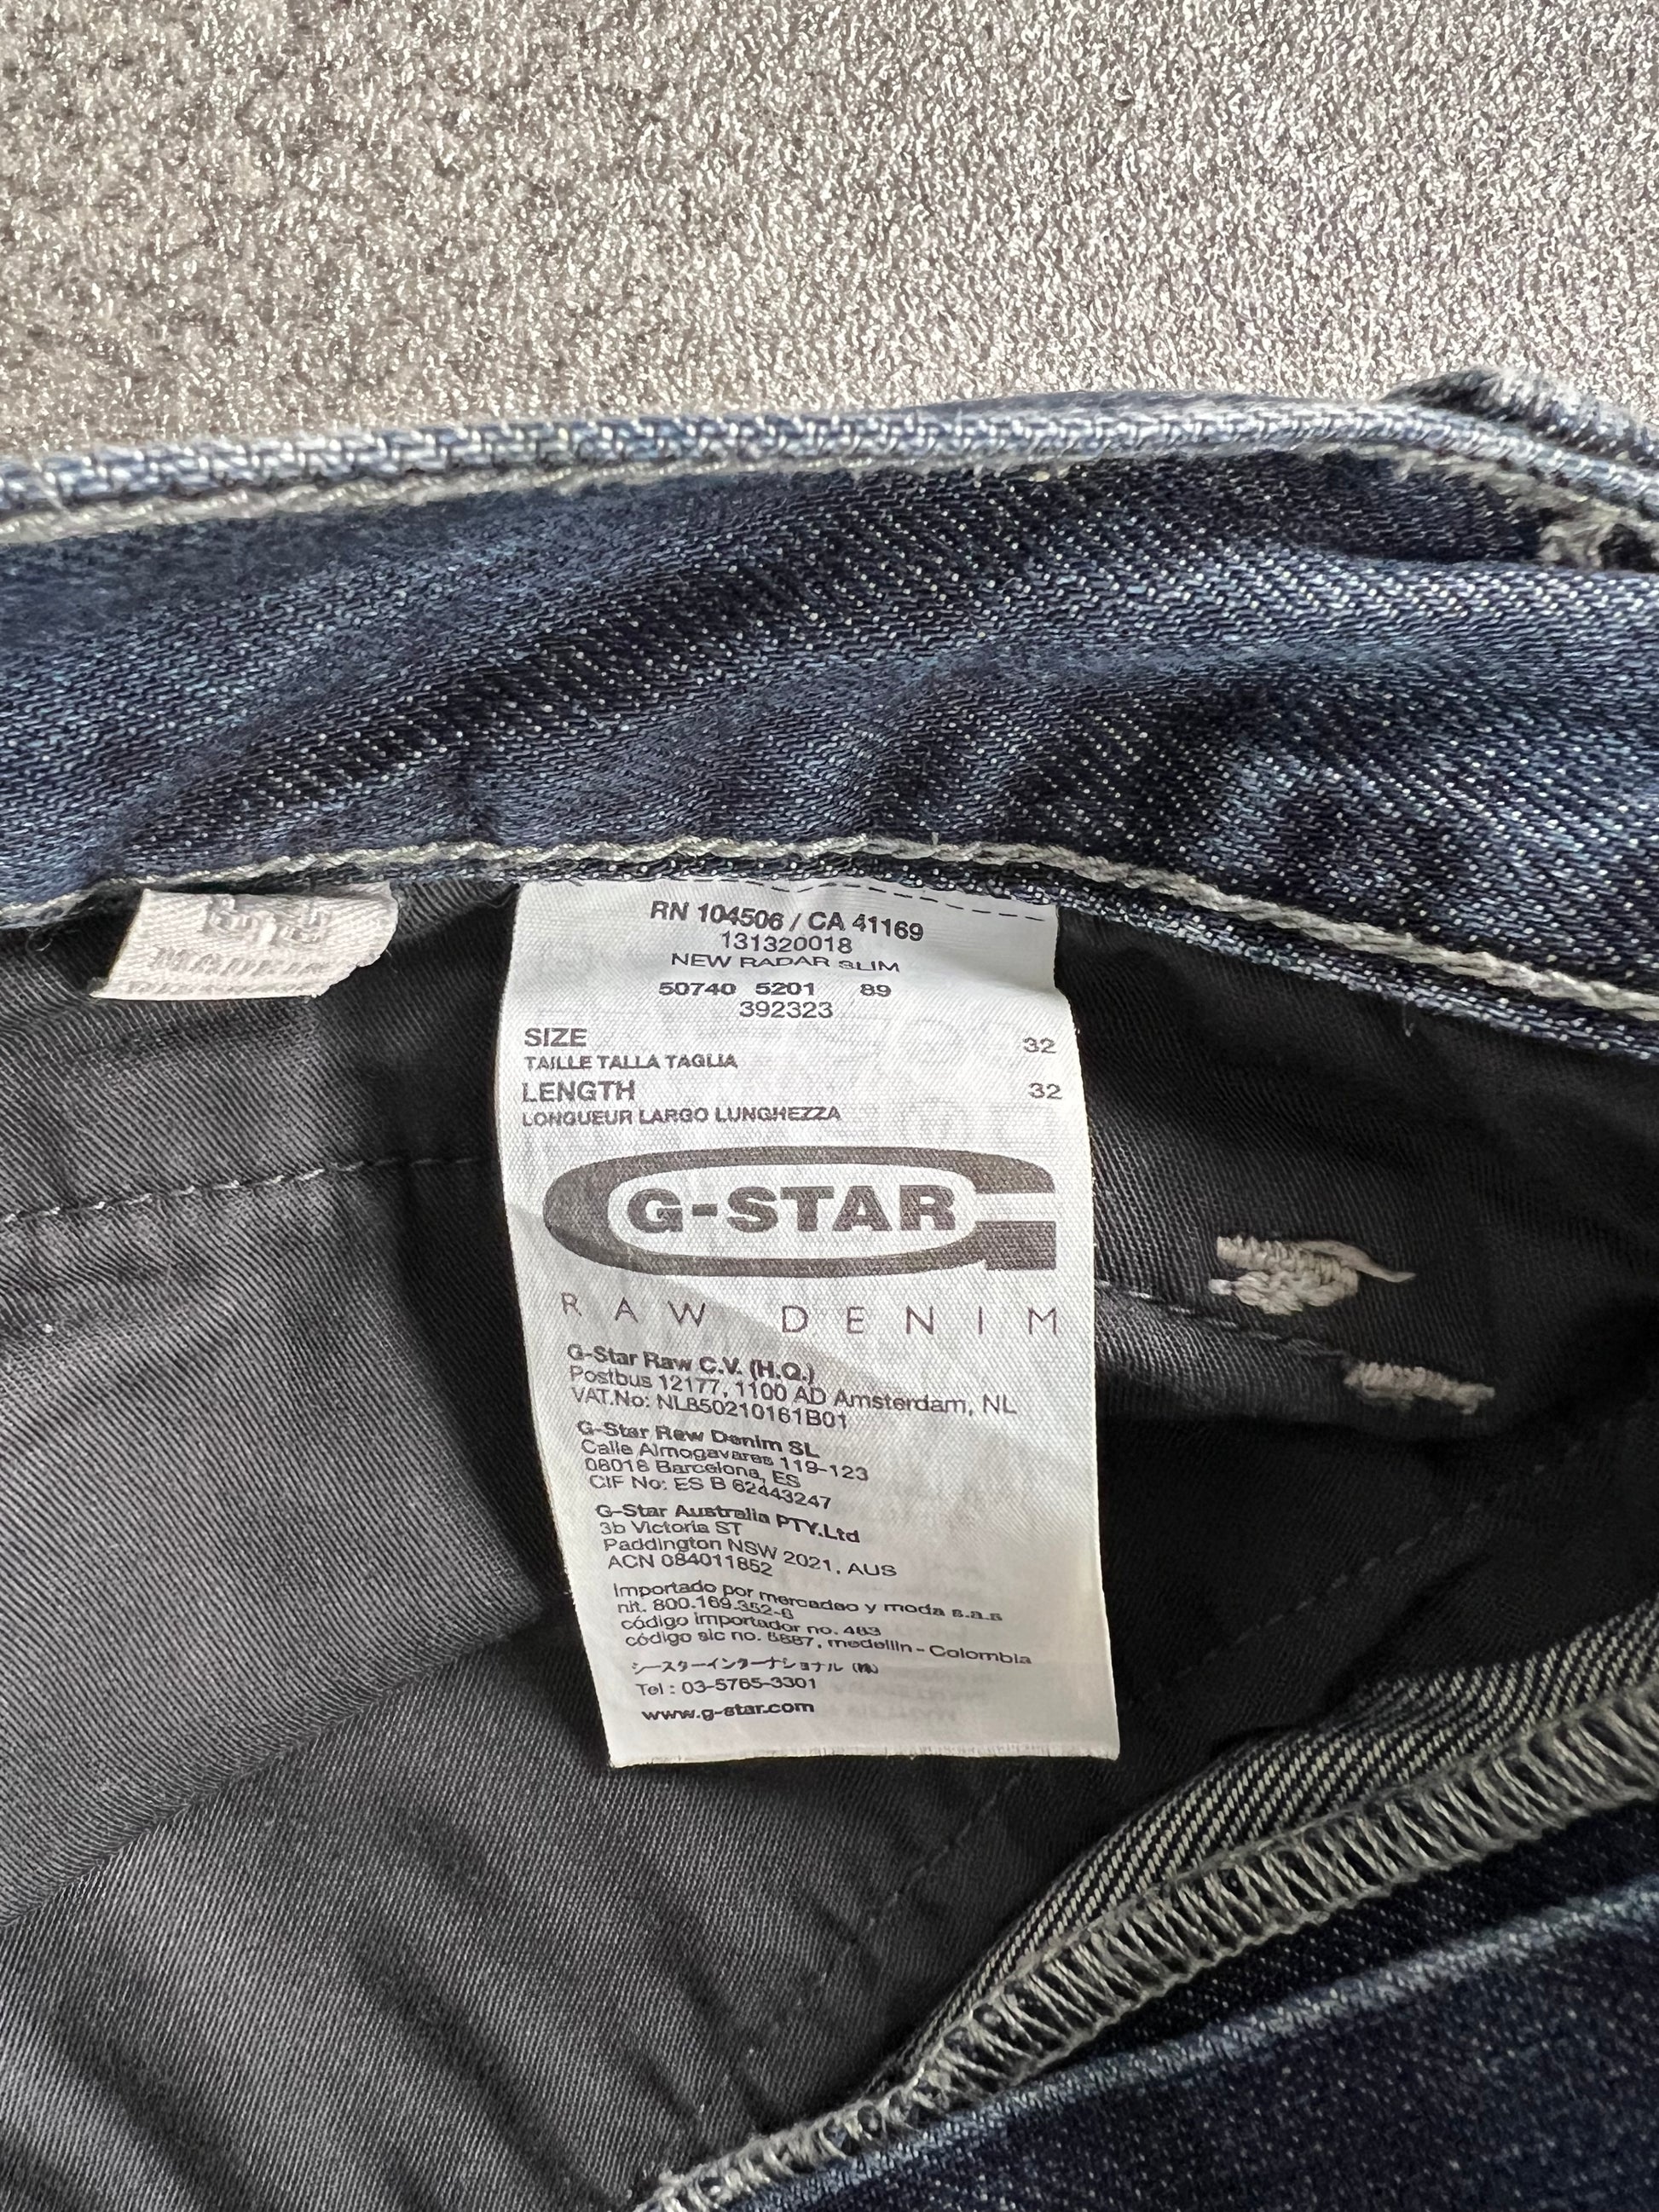 RN 104506 / CA 41169
131320018
NEW RADAR SLIM
50740 5201 89
392323
SIZE 32
TAILLE TALLA TAGLIA
LENGTH 32
LONGUEUR LARGO LUNGHEZZA
G-STAR
RAW DENIM
G-Star Raw C.V. (H.Q.)
Postbus 12177, 1100 AD Amsterdam, NL
VAT.No: NL850210161B01
G-Star Raw Denim SL
Calle Almogavares 119-123
08018 Barcelona, ES
CIF No: ES B 62443247
G-Star Australia PTY.Ltd
3b Victoria ST
Paddington NSW 2021, AUS
ACN 084011852
Importado por mercadeo y moda s.a.s
nit. 800.169.352-6
código importador no. 463
código sic no. 5887, medellin - Colombia
ジースターインターナショナル (株)
Tel : 03-5765-3301
www.g-star.com